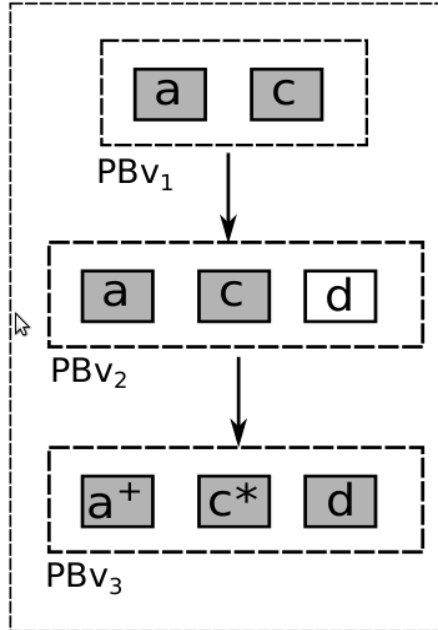 a c
PBv₁
a c d
PBv₂
a⁺ c* d
PBv₃